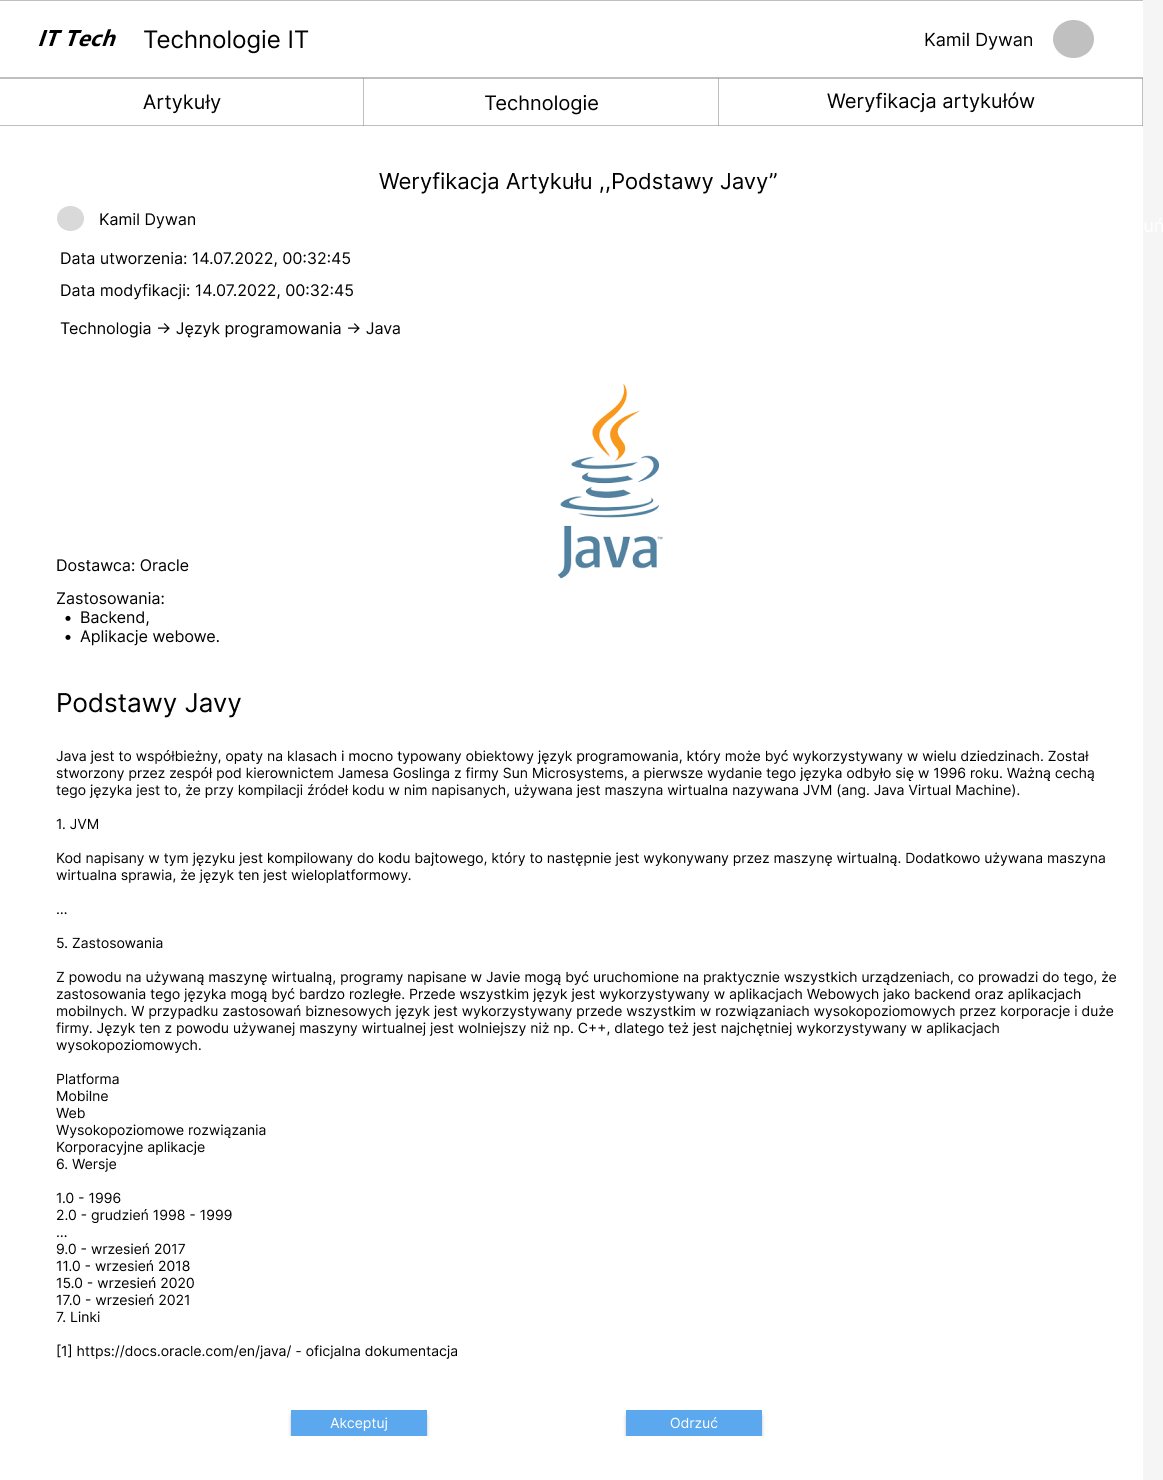 IT Tech
Technologie IT
Kamil Dywan
Artykuły
Technologie
Weryfikacja artykułów
Weryfikacja Artykułu ,,Podstawy Javy”
Kamil Dywan
Data utworzenia: 14.07.2022, 00:32:45
Data modyfikacji: 14.07.2022, 00:32:45
Technologia → Język programowania → Java
Java™
Dostawca: Oracle
Zastosowania:
• Backend,
• Aplikacje webowe.
Podstawy Javy
Java jest to współbieżny, opaty na klasach i mocno typowany obiektowy język programowania, który może być wykorzystywany w wielu dziedzinach. Został
stworzony przez zespół pod kierownictem Jamesa Goslinga z firmy Sun Microsystems, a pierwsze wydanie tego języka odbyło się w 1996 roku. Ważną cechą
tego języka jest to, że przy kompilacji źródeł kodu w nim napisanych, używana jest maszyna wirtualna nazywana JVM (ang. Java Virtual Machine).
1. JVM
Kod napisany w tym języku jest kompilowany do kodu bajtowego, który to następnie jest wykonywany przez maszynę wirtualną. Dodatkowo używana maszyna
wirtualna sprawia, że język ten jest wieloplatformowy.
...
5. Zastosowania
Z powodu na używaną maszynę wirtualną, programy napisane w Javie mogą być uruchomione na praktycznie wszystkich urządzeniach, co prowadzi do tego, że
zastosowania tego języka mogą być bardzo rozległe. Przede wszystkim język jest wykorzystywany w aplikacjach Webowych jako backend oraz aplikacjach
mobilnych. W przypadku zastosowań biznesowych język jest wykorzystywany przede wszystkim w rozwiązaniach wysokopoziomowych przez korporacje i duże
firmy. Język ten z powodu używanej maszyny wirtualnej jest wolniejszy niż np. C++, dlatego też jest najchętniej wykorzystywany w aplikacjach
wysokopoziomowych.
Platforma
Mobilne
Web
Wysokopoziomowe rozwiązania
Korporacyjne aplikacje
6. Wersje
1.0 - 1996
2.0 - grudzień 1998 - 1999
...
9.0 - wrzesień 2017
11.0 - wrzesień 2018
15.0 - wrzesień 2020
17.0 - wrzesień 2021
7. Linki
[1] https://docs.oracle.com/en/java/ - oficjalna dokumentacja
Akceptuj
Odrzuć